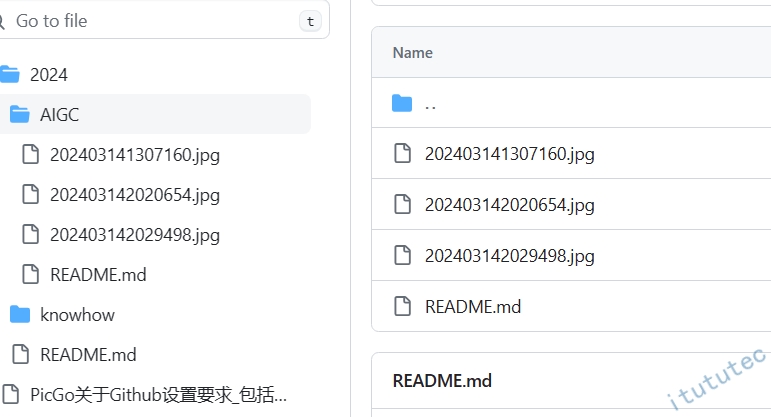 Go to file
t
2024
AIGC
202403141307160.jpg
202403142020654.jpg
202403142029498.jpg
README.md
knowhow
README.md
PicGo关于Github设置要求_包括...
Name
..
202403141307160.jpg
202403142020654.jpg
202403142029498.jpg
README.md
README.md
itututec